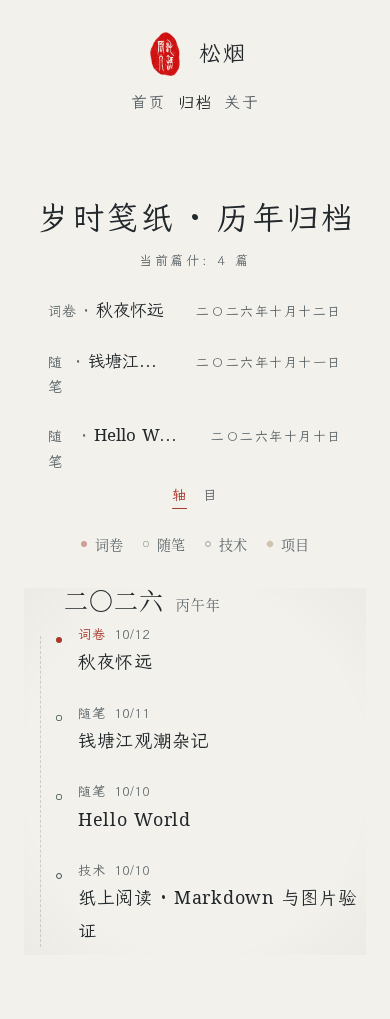 松烟
首页 归档 关于
岁时笺纸 · 历年归档
当前篇什: 4 篇
词卷 · 秋夜怀远 二〇二六年十月十二日
随笔 · 钱塘江... 二〇二六年十月十一日
随笔 · Hello W... 二〇二六年十月十日
轴 目
词卷 随笔 技术 项目
二〇二六 丙午年
词卷 10/12
秋夜怀远
随笔 10/11
钱塘江观潮杂记
随笔 10/10
Hello World
技术 10/10
纸上阅读 · Markdown 与图片验
证